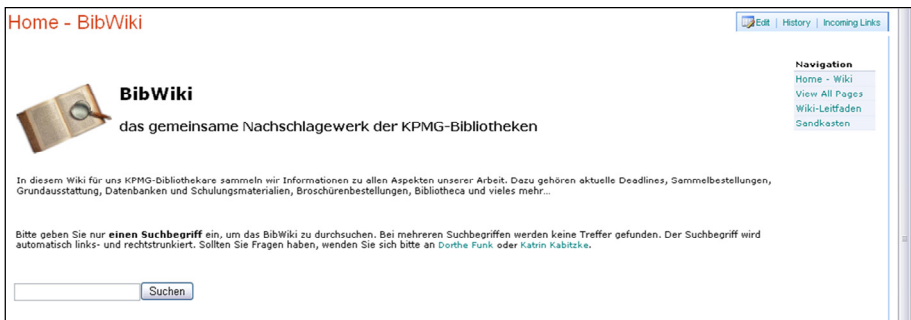 Home - BibWiki
Edit | History | Incoming Links
Navigation
Home - Wiki
View All Pages
Wiki-Leitfaden
Sandkasten
BibWiki
das gemeinsame Nachschlagewerk der KPMG-Bibliotheken
In diesem Wiki für uns KPMG-Bibliothekare sammeln wir Informationen zu allen Aspekten unserer Arbeit. Dazu gehören aktuelle Deadlines, Sammelbestellungen,
Grundausstattung, Datenbanken und Schulungsmaterialien, Broschürenbestellungen, Bibliotheca und vieles mehr...
Bitte geben Sie nur einen Suchbegriff ein, um das BibWiki zu durchsuchen. Bei mehreren Suchbegriffen werden keine Treffer gefunden. Der Suchbegriff wird
automatisch links- und rechtstrunkiert. Sollten Sie Fragen haben, wenden Sie sich bitte an Dorthe Funk oder Katrin Kabitzke.
Suchen